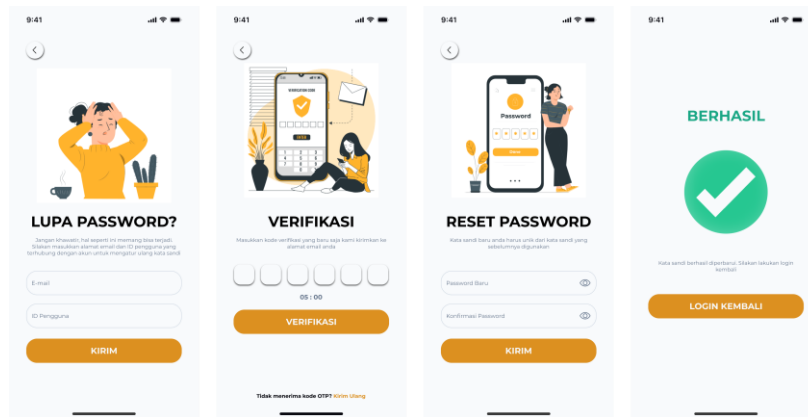 9:41
LUPA PASSWORD?
Jangan khawatir, hal seperti ini memang bisa terjadi.
Silakan masukkan alamat email dan ID pengguna yang
terhubung dengan akun untuk mengatur ulang kata sandi
E-mail
ID Pengguna
KIRIM
9:41
VERIFICATION CODE
ENTER
VERIFIKASI
Masukkan kode verifikasi yang baru saja kami kirimkan ke
alamat email anda
05 : 00
VERIFIKASI
Tidak menerima kode OTP? Kirim Ulang
9:41
Password
RESET PASSWORD
Kata sandi baru anda harus unik dari kata sandi yang
sebelumnya digunakan
Password Baru
Konfirmasi Password
KIRIM
9:41
BERHASIL
Kata sandi berhasil diperbarui. Silakan lakukan login
kembali
LOGIN KEMBALI